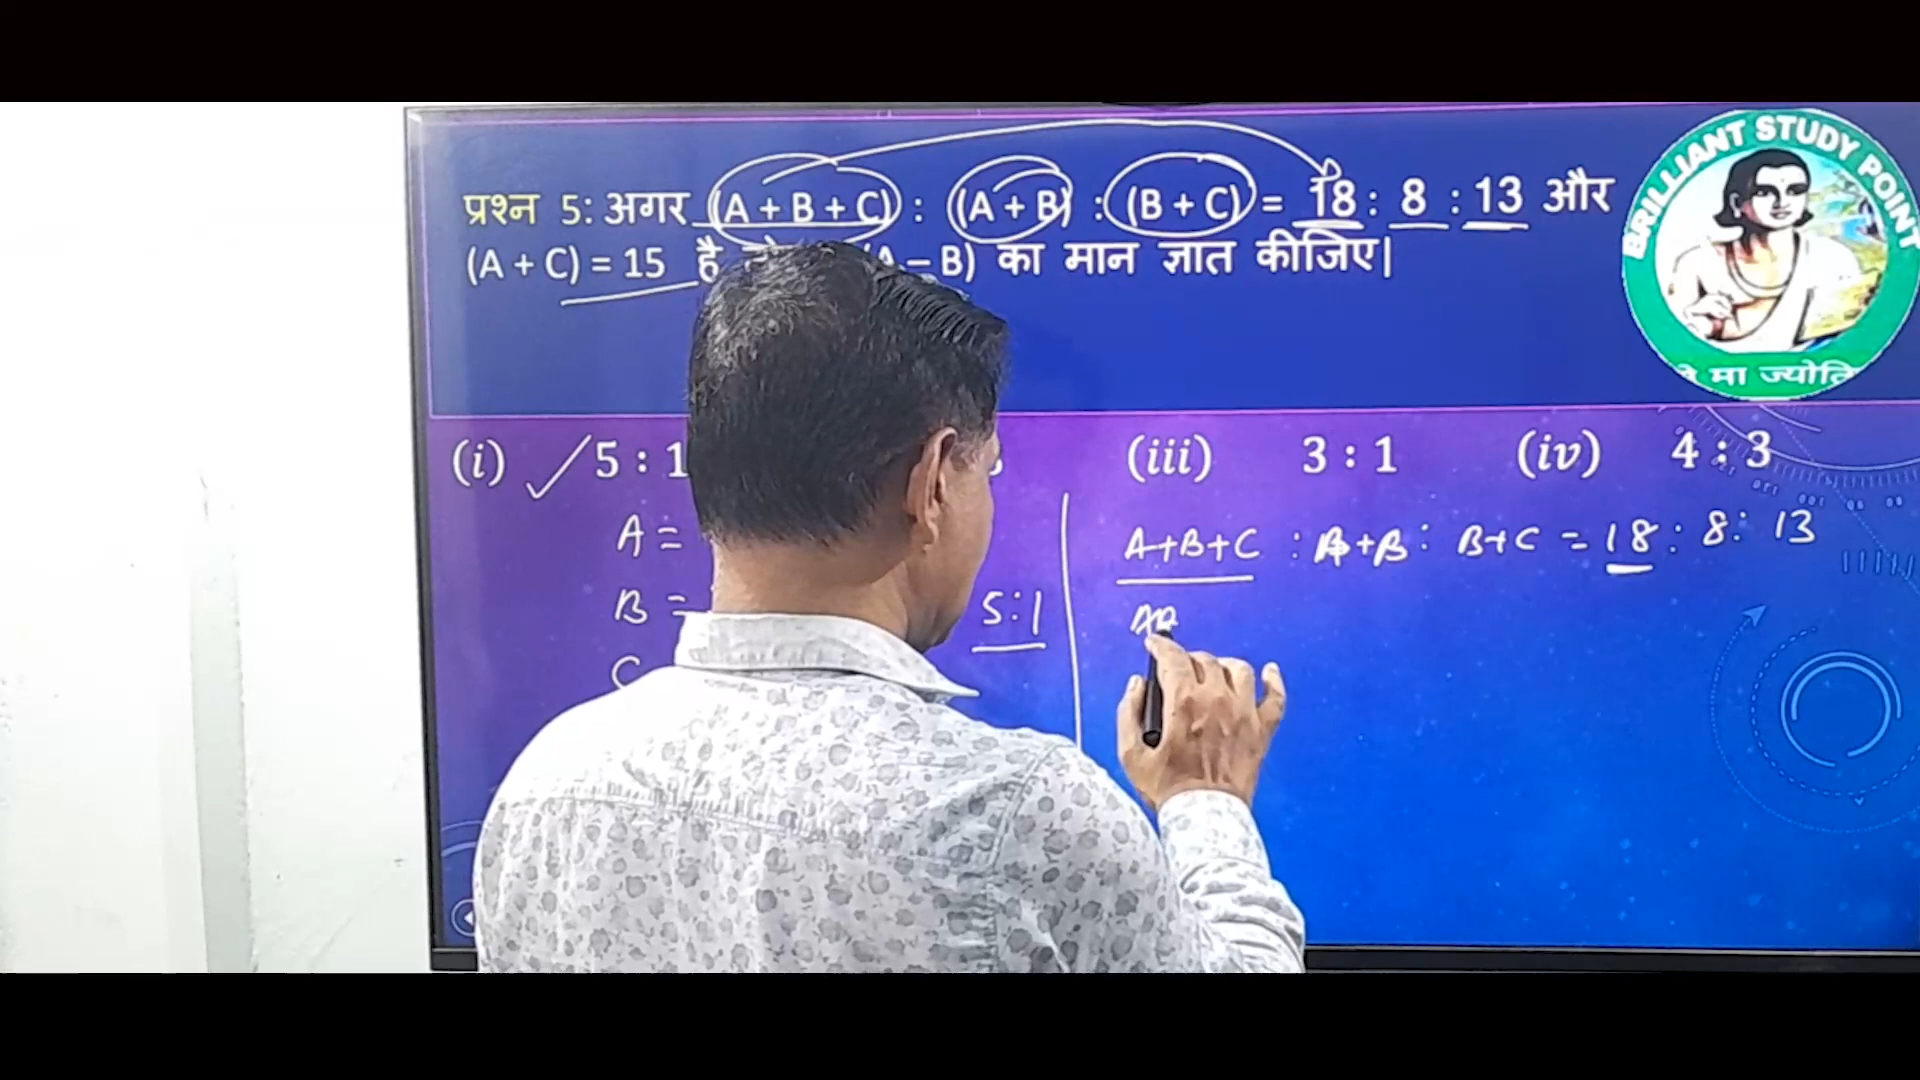 BRILLIANT STUDY POINT
प्रश्न 5: अगर (A + B + C) : (A + B) : (B + C) = 18 : 8 : 13 और
(A + C) = 15 है – B) का मान ज्ञात कीजिए|
मा ज्योति
(i) 5 : 1 (iii) 3 : 1 (iv) 4 : 3
A =
B =
C
5:1
A+B+C : A+B : B+C = 18 : 8 : 13